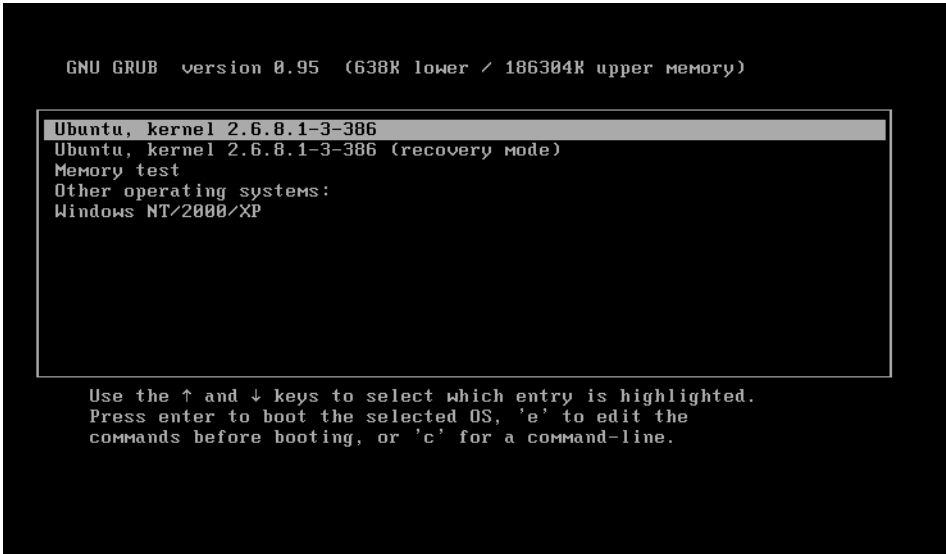 GNU GRUB  version 0.95  (638K lower / 186304K upper memory)
Ubuntu, kernel 2.6.8.1-3-386
Ubuntu, kernel 2.6.8.1-3-386 (recovery mode)
Memory test
Other operating systems:
Windows NT/2000/XP
Use the ↑ and ↓ keys to select which entry is highlighted.
Press enter to boot the selected OS, 'e' to edit the
commands before booting, or 'c' for a command-line.